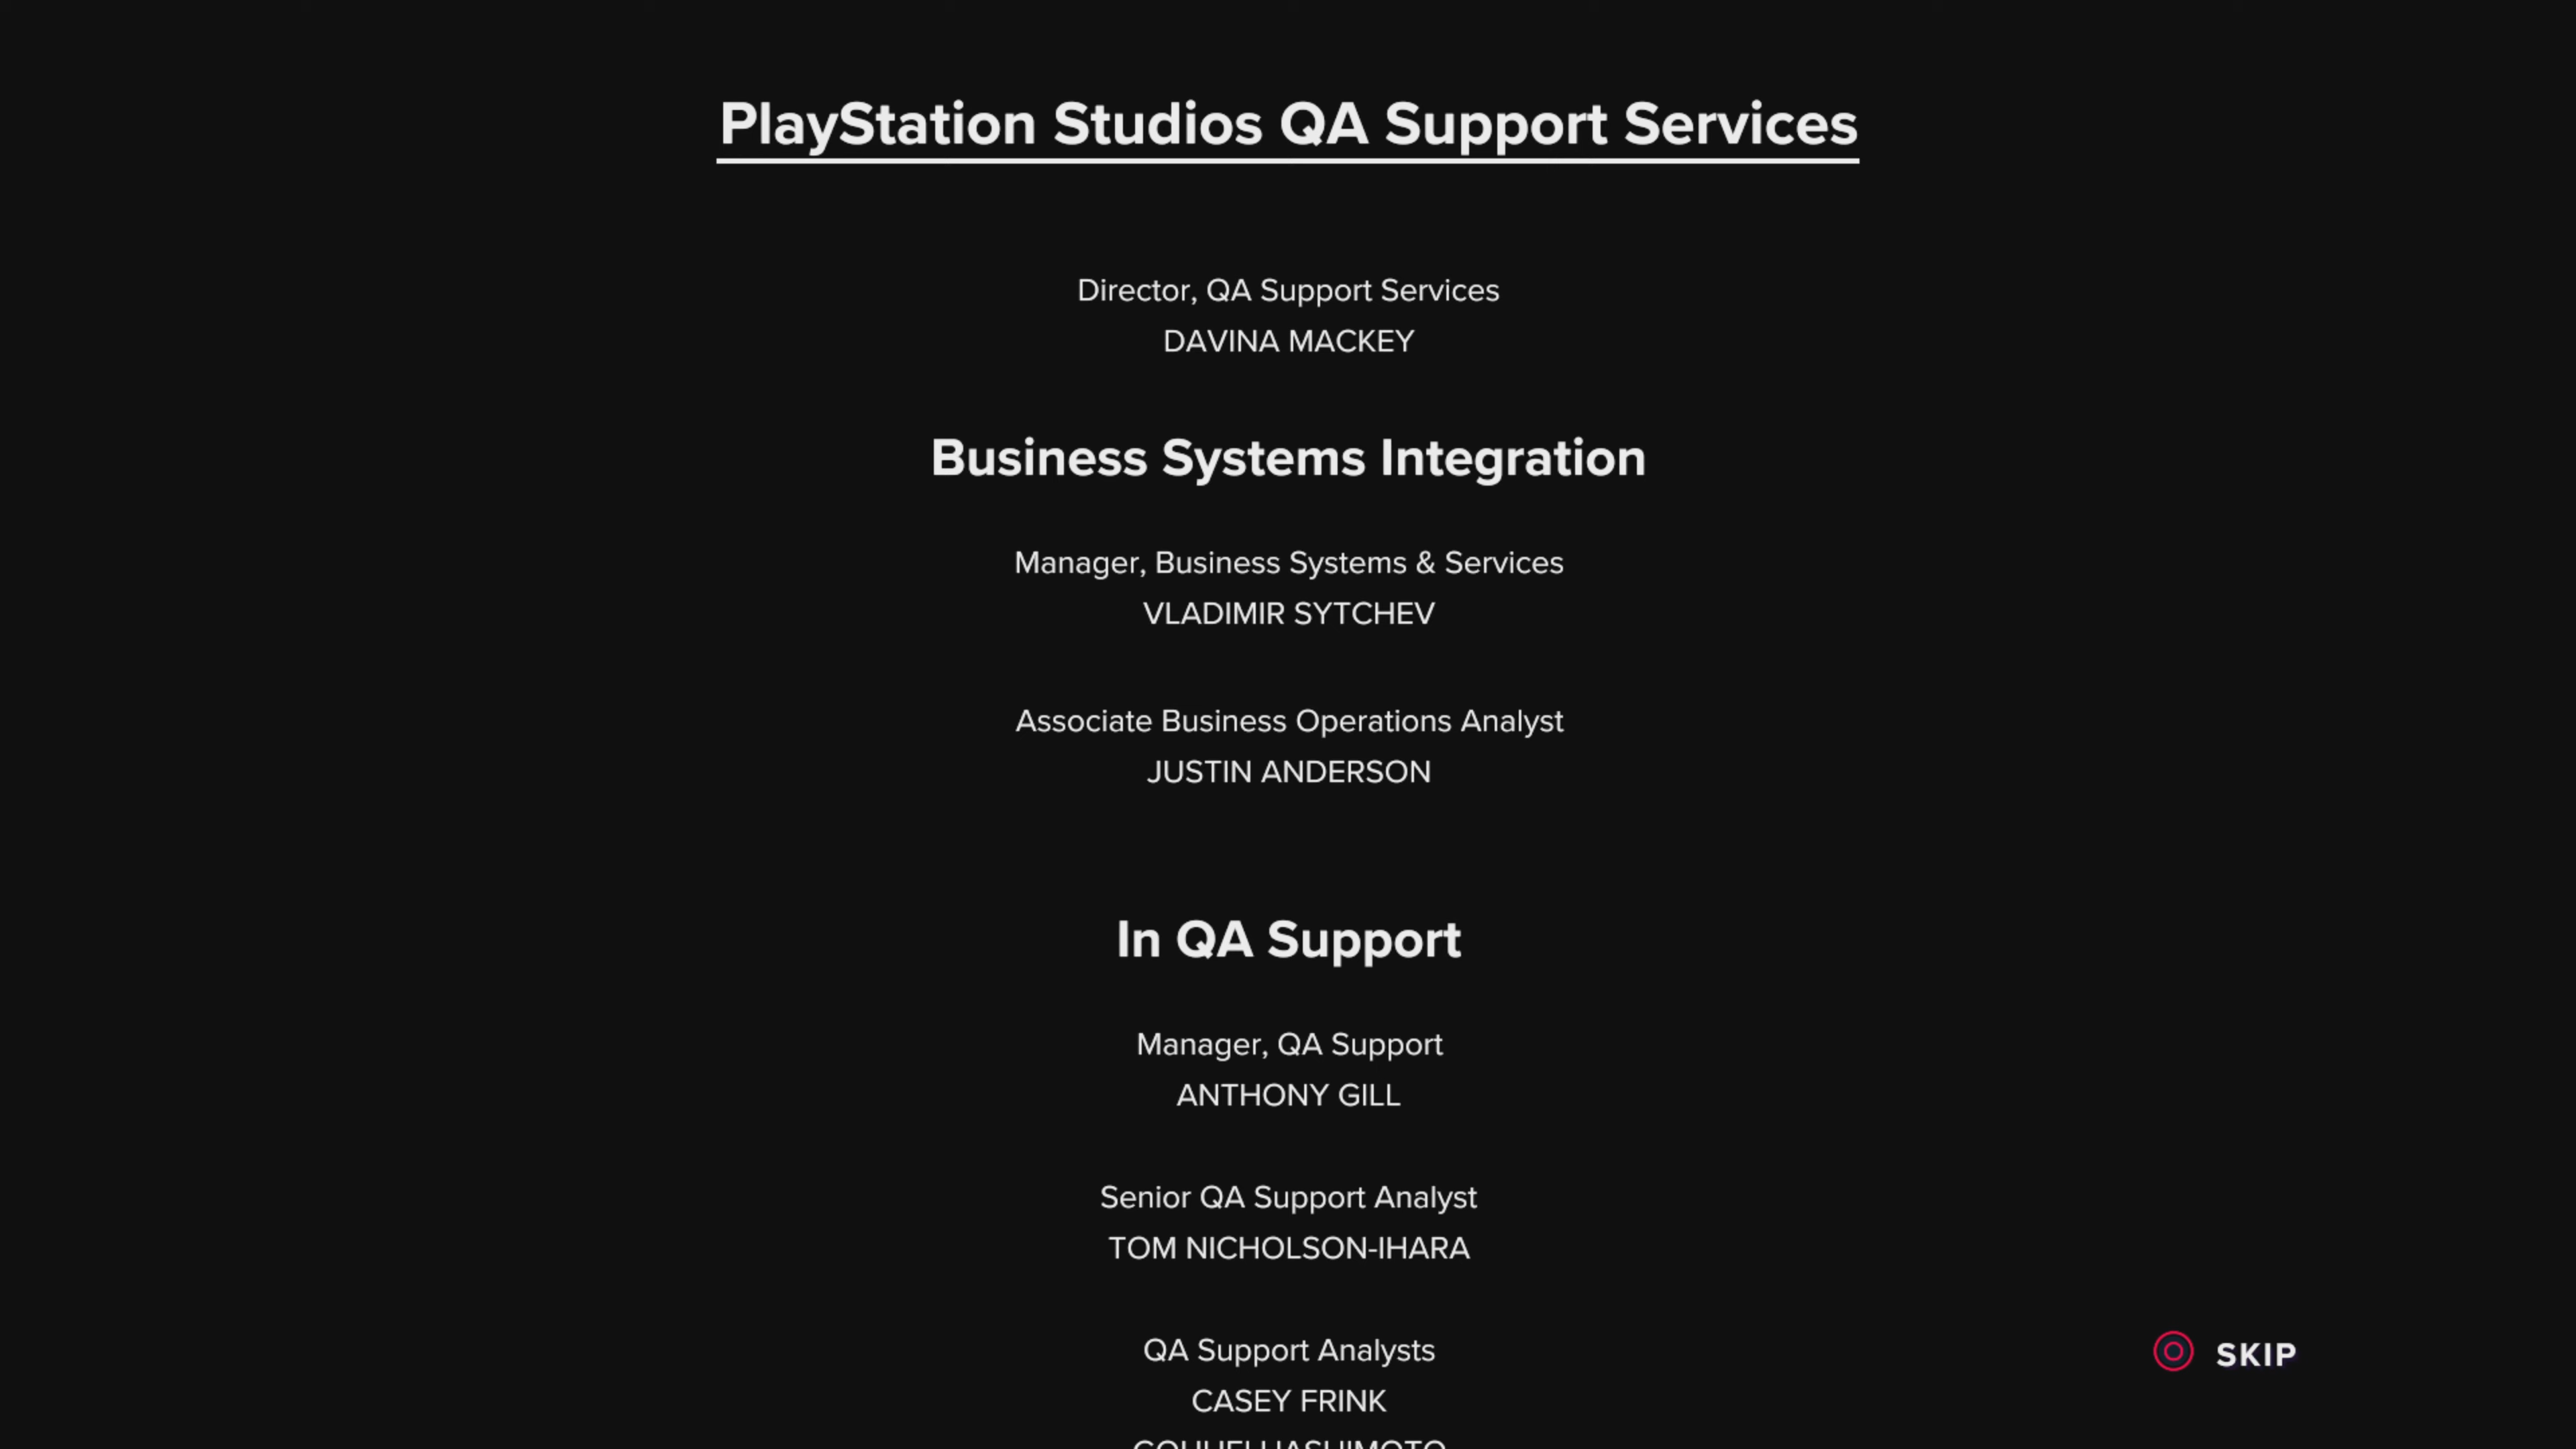 PlayStation Studios QA Support Services
Director, QA Support Services
DAVINA MACKEY
Business Systems Integration
Manager, Business Systems & Services
VLADIMIR SYTCHEV
Associate Business Operations Analyst
JUSTIN ANDERSON
In QA Support
Manager, QA Support
ANTHONY GILL
Senior QA Support Analyst
TOM NICHOLSON-IHARA
QA Support Analysts
CASEY FRINK
SKIP